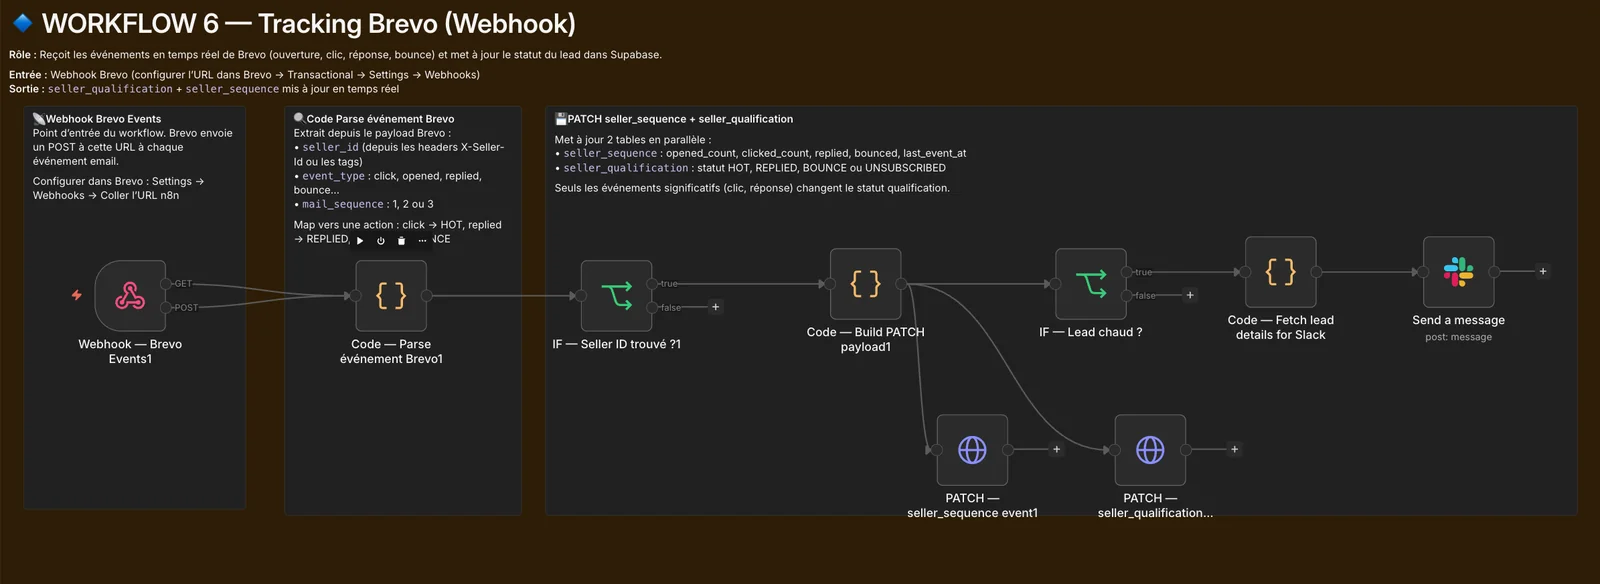 WORKFLOW 6 — Tracking Brevo (Webhook)
Rôle : Reçoit les événements en temps réel de Brevo (ouverture, clic, réponse, bounce) et met à jour le statut du lead dans Supabase.
Entrée : Webhook Brevo (configurer l'URL dans Brevo → Transactional → Settings → Webhooks)
Sortie : seller_qualification + seller_sequence mis à jour en temps réel
Webhook Brevo Events
Point d'entrée du workflow. Brevo envoie
un POST à cette URL à chaque
événement email.
Configurer dans Brevo : Settings →
Webhooks → Coller l'URL n8n
Code Parse événement Brevo
Extrait depuis le payload Brevo :
• seller_id (depuis les headers X-Seller-
Id ou les tags)
• event_type : click, opened, replied,
bounce...
• mail_sequence : 1, 2 ou 3
Map vers une action : click → HOT, replied
→ REPLIED, NCE
PATCH seller_sequence + seller_qualification
Met à jour 2 tables en parallèle :
• seller_sequence : opened_count, clicked_count, replied, bounced, last_event_at
• seller_qualification : statut HOT, REPLIED, BOUNCE ou UNSUBSCRIBED
Seuls les événements significatifs (clic, réponse) changent le statut qualification.
GET
POST
Webhook — Brevo
Events1
Code — Parse
événement Brevo1
true
false
IF — Seller ID trouvé ?1
Code — Build PATCH
payload1
true
false
IF — Lead chaud ?
Code — Fetch lead
details for Slack
Send a message
post: message
PATCH —
seller_sequence event1
PATCH —
seller_qualification...